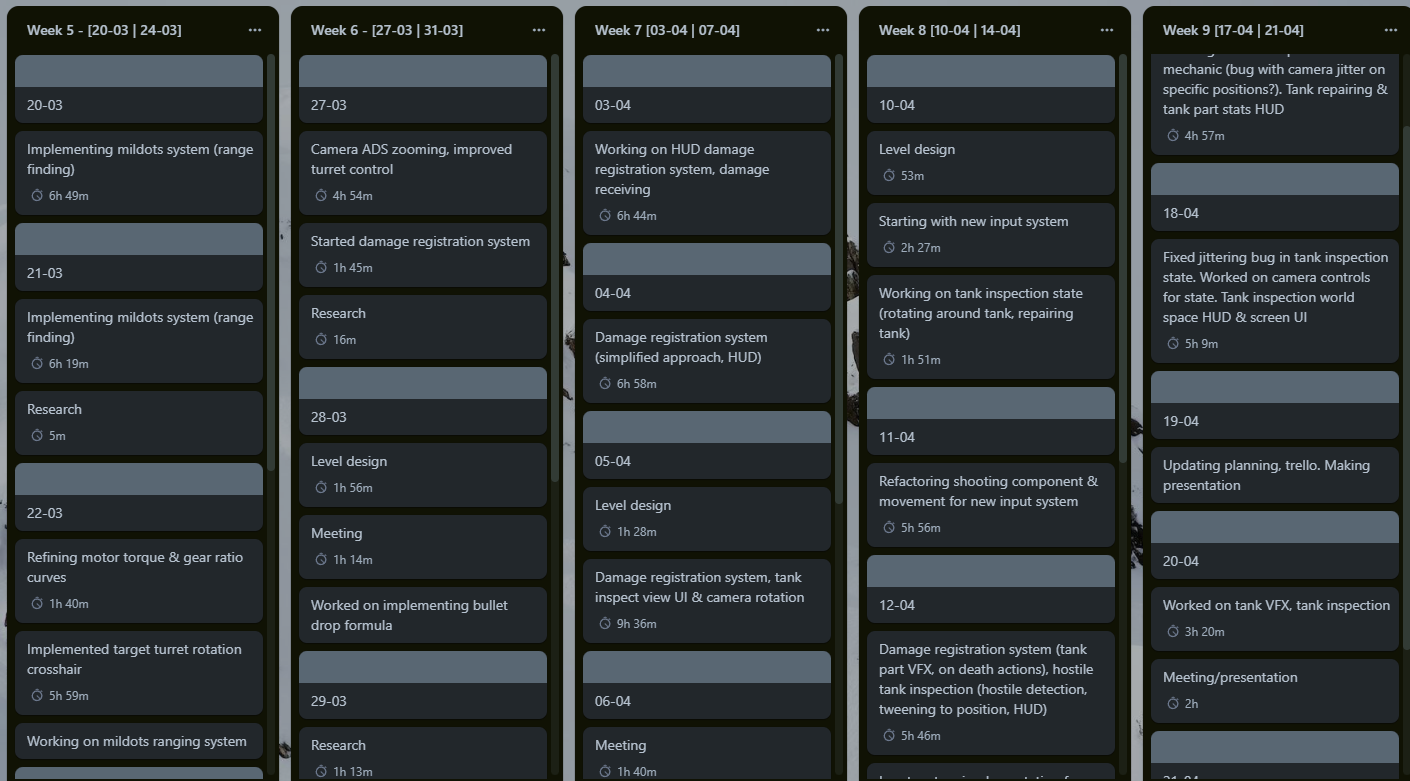 Week 5 - [20-03 | 24-03]
20-03
Implementing mildots system (range
finding)
6h 49m
21-03
Implementing mildots system (range
finding)
6h 19m
Research
5m
22-03
Refining motor torque & gear ratio
curves
1h 40m
Implemented target turret rotation
crosshair
5h 59m
Working on mildots ranging system
Week 6 - [27-03 | 31-03]
27-03
Camera ADS zooming, improved
turret control
4h 54m
Started damage registration system
1h 45m
Research
16m
28-03
Level design
1h 56m
Meeting
1h 14m
Worked on implementing bullet
drop formula
29-03
Research
1h 13m
Week 7 [03-04 | 07-04]
03-04
Working on HUD damage
registration system, damage
receiving
6h 44m
04-04
Damage registration system
(simplified approach, HUD)
6h 58m
05-04
Level design
1h 28m
Damage registration system, tank
inspect view UI & camera rotation
9h 36m
06-04
Meeting
1h 40m
Week 8 [10-04 | 14-04]
10-04
Level design
53m
Starting with new input system
2h 27m
Working on tank inspection state
(rotating around tank, repairing
tank)
1h 51m
11-04
Refactoring shooting component &
movement for new input system
5h 56m
12-04
Damage registration system (tank
part VFX, on death actions), hostile
tank inspection (hostile detection,
tweening to position, HUD)
5h 46m
Week 9 [17-04 | 21-04]
mechanic (bug with camera jitter on
specific positions?). Tank repairing &
tank part stats HUD
4h 57m
18-04
Fixed jittering bug in tank inspection
state. Worked on camera controls
for state. Tank inspection world
space HUD & screen UI
5h 9m
19-04
Updating planning, trello. Making
presentation
20-04
Worked on tank VFX, tank inspection
3h 20m
Meeting/presentation
2h
21-04